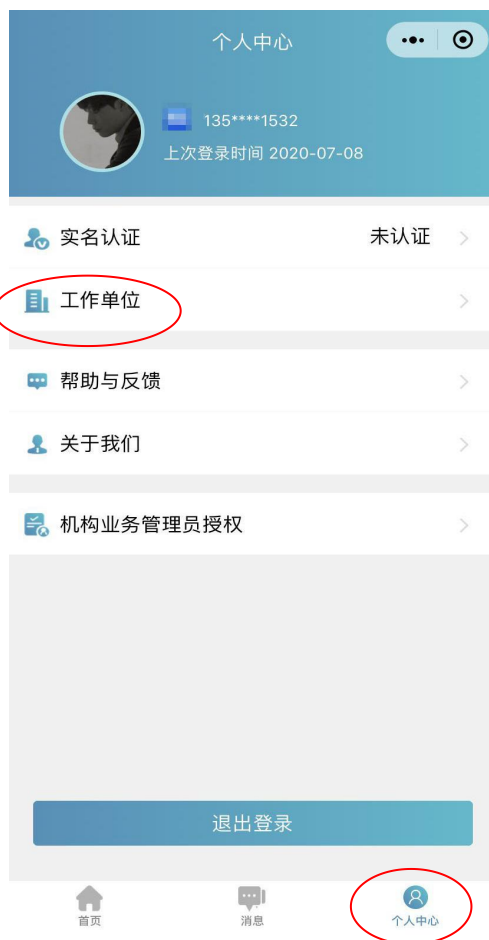 个人中心
135****1532
上次登录时间 2020-07-08
实名认证 未认证
工作单位
帮助与反馈
关于我们
机构业务管理员授权
退出登录
首页 消息 个人中心